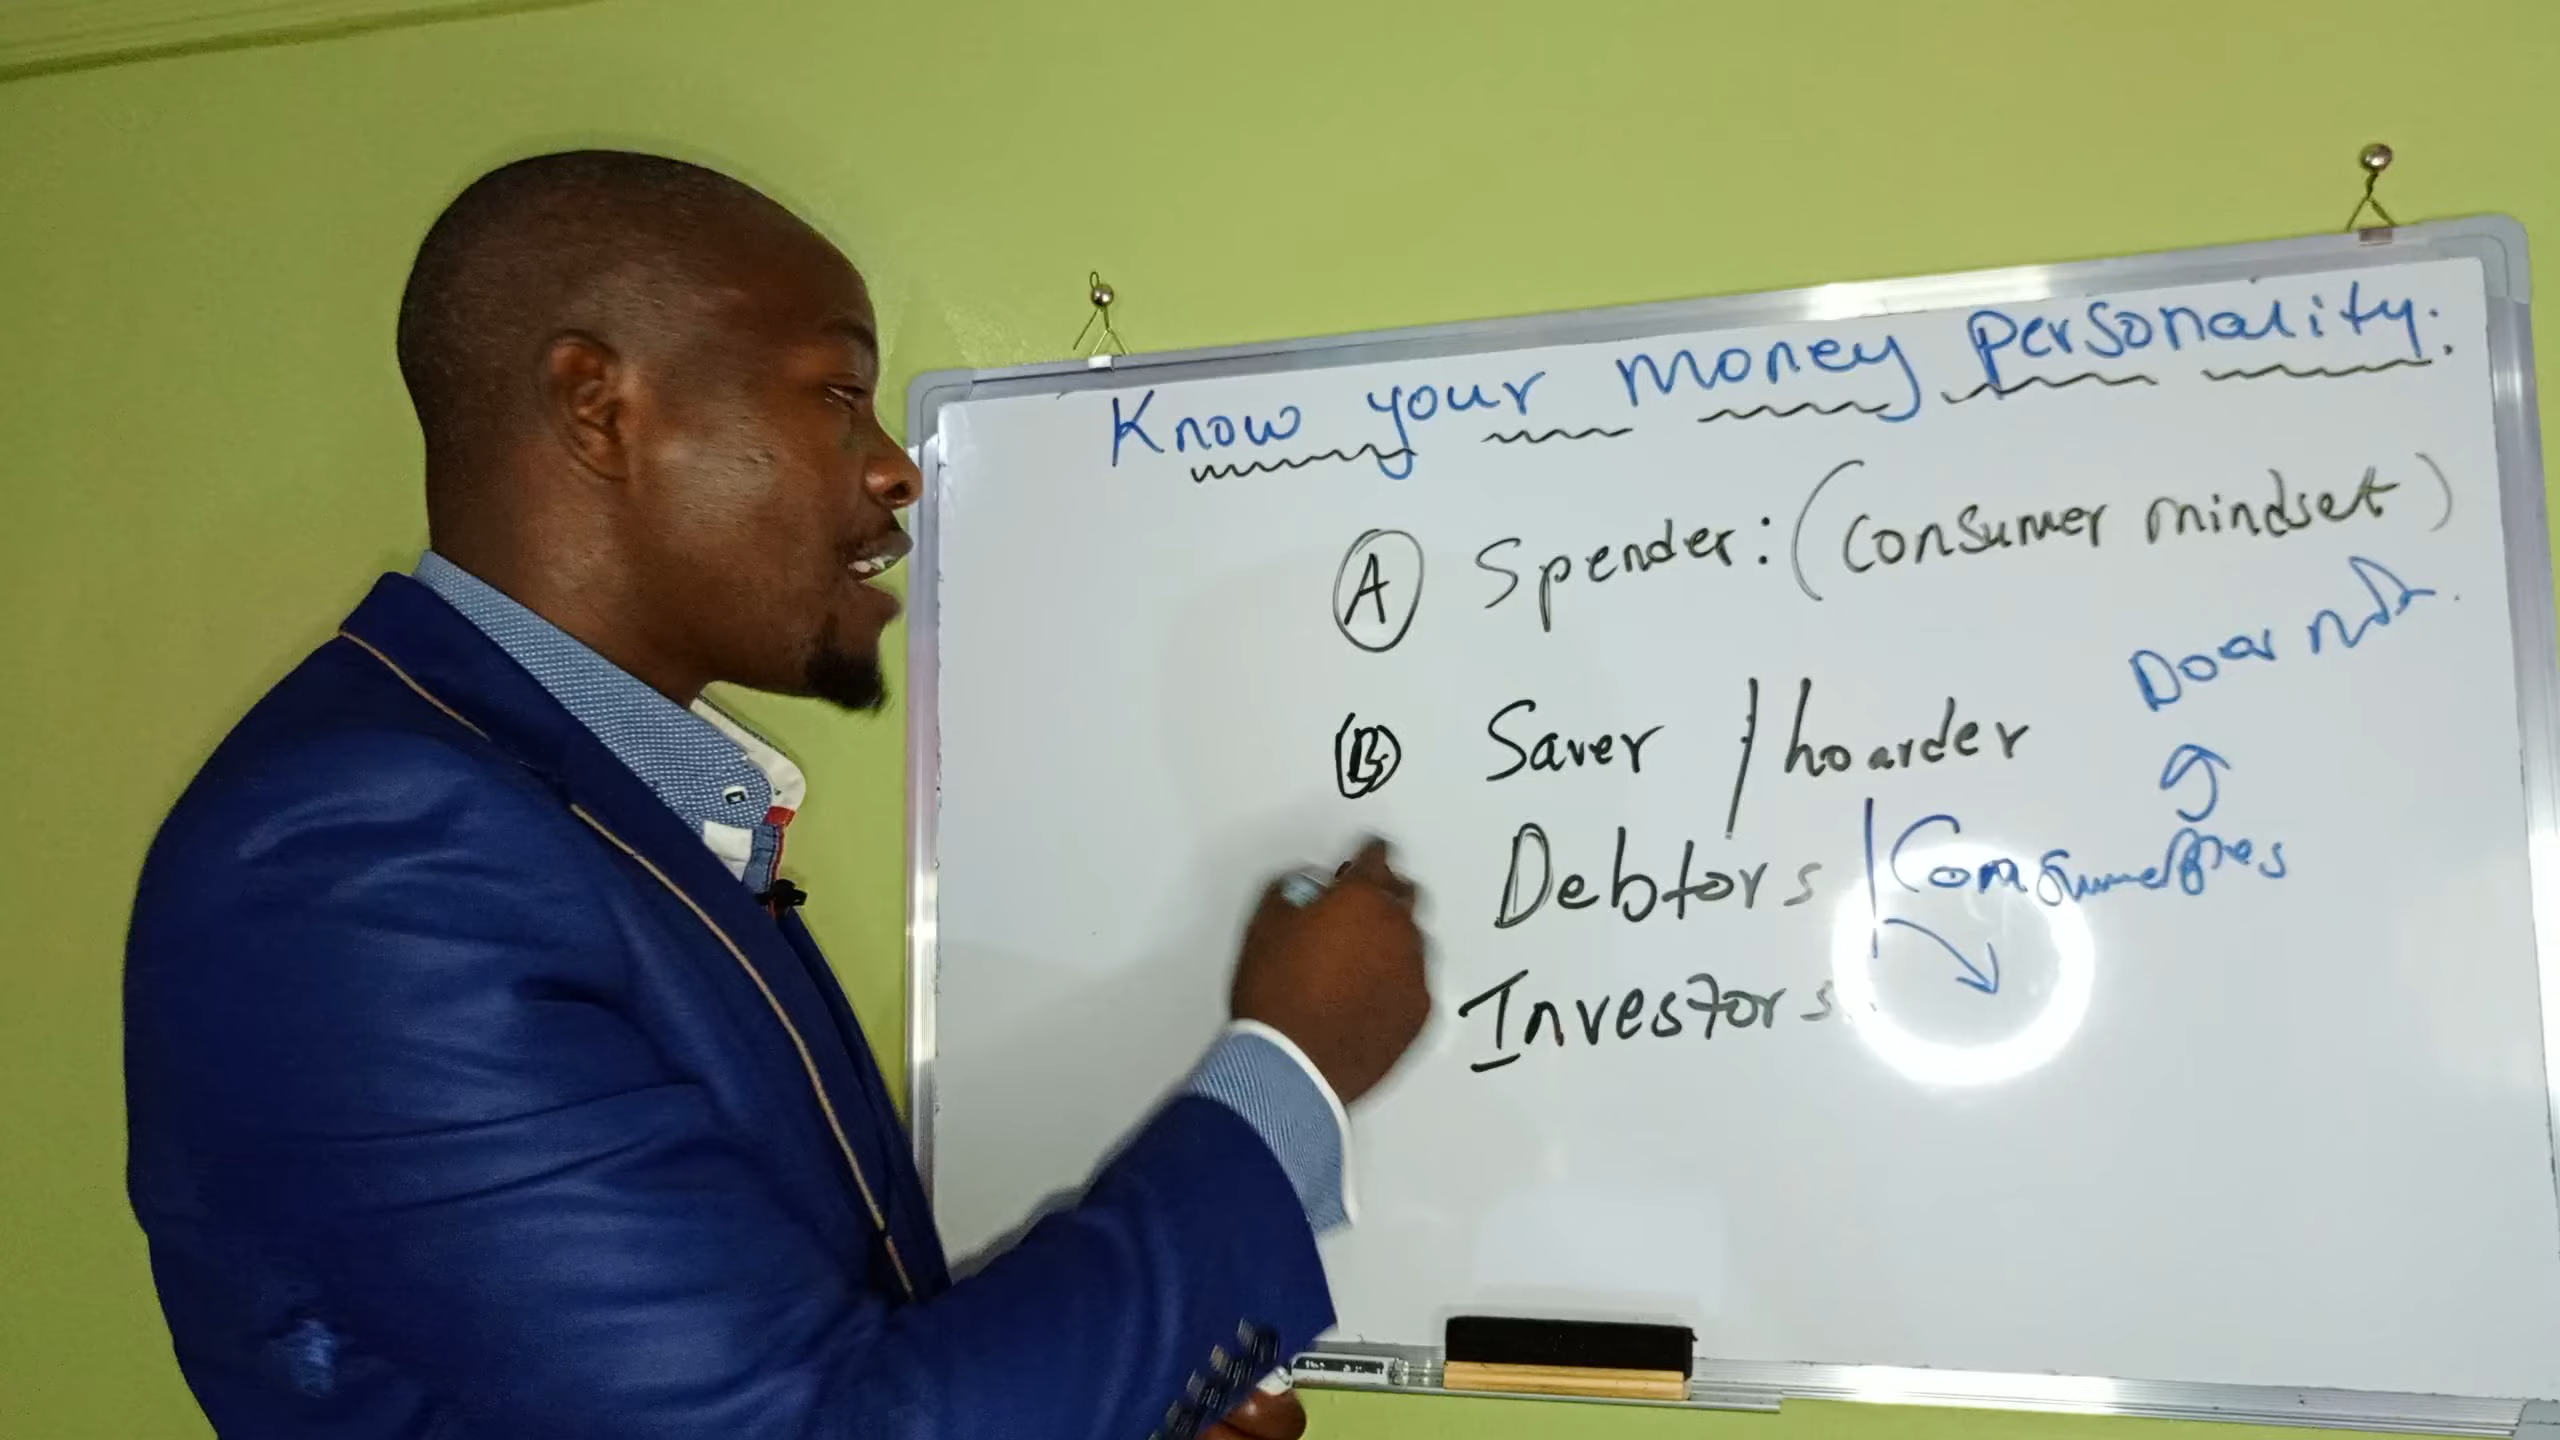 Know your money personality.
A Spender: (Consumer mindset)
B Saver / hoarder
Debtors /
Investors